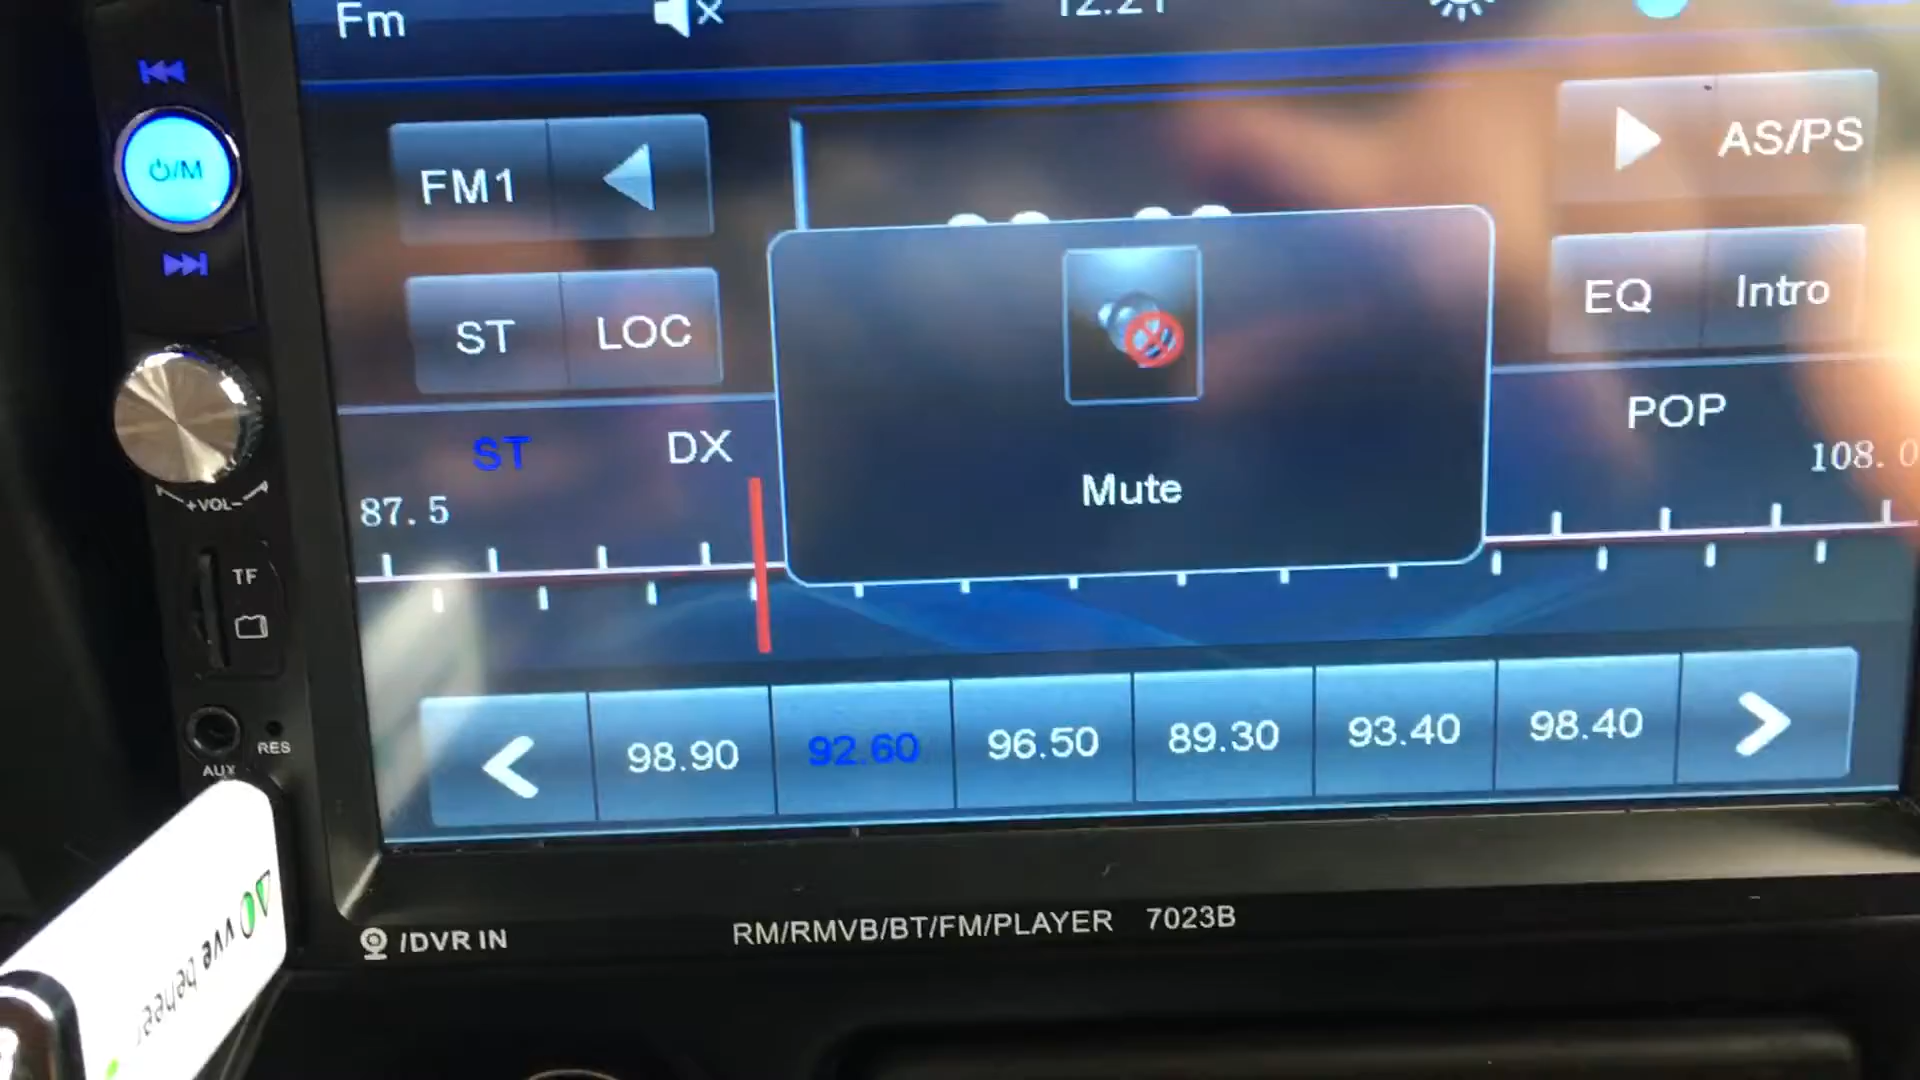 Fm
12:21
⏻/M
FM1
AS/PS
ST LOC
EQ Intro
Mute
ST DX
POP
87.5
108.0
+VOL-
TF
RES
AUX
98.90 92.60 96.50 89.30 93.40 98.40
/DVR IN
RM/RMVB/BT/FM/PLAYER 7023B